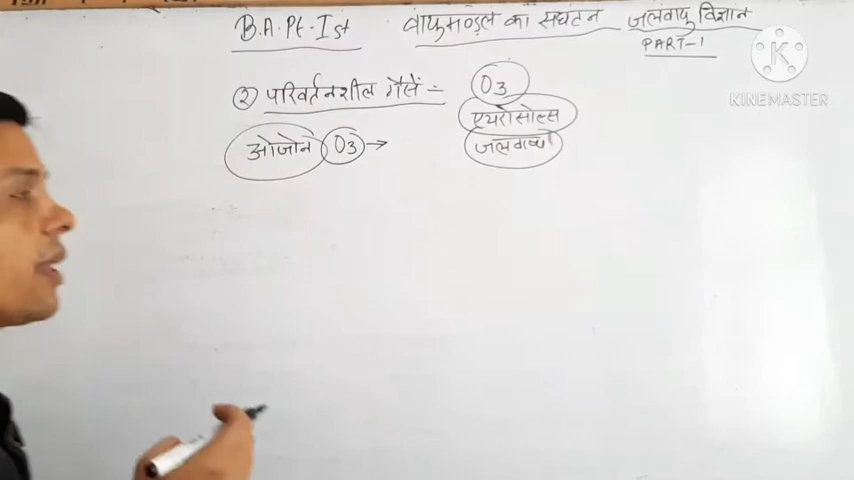 B.A. Pt. Ist वायुमण्डल का संघटन जलवायु विज्ञान
PART-1
② परिवर्तनशील गैसें =
O3
एयरोसोल्स
ओजोन O3 →
जलवाष्प
K
KINEMASTER